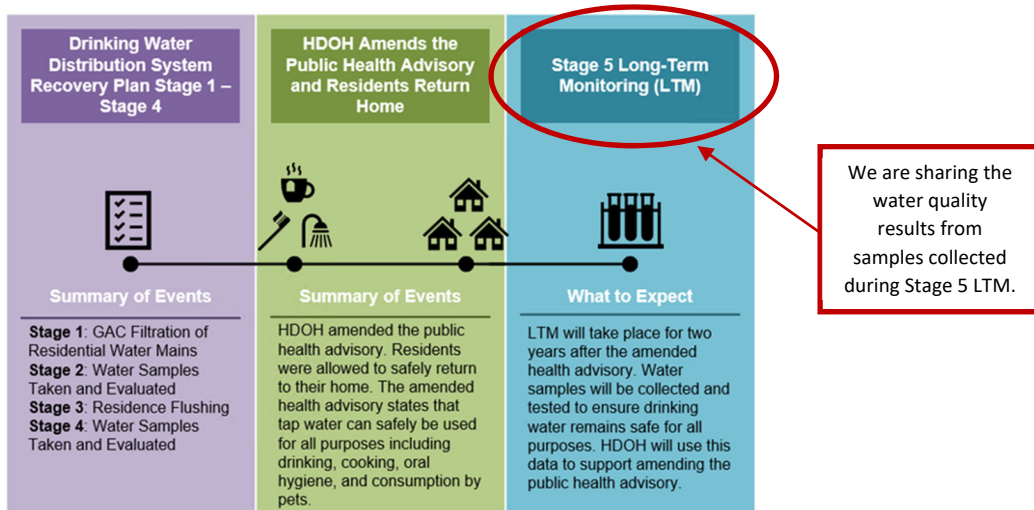 Drinking Water
Distribution System
Recovery Plan Stage 1 –
Stage 4
HDOH Amends the
Public Health Advisory
and Residents Return
Home
Stage 5 Long-Term
Monitoring (LTM)
We are sharing the
water quality
results from
samples collected
during Stage 5 LTM.
Summary of Events
Stage 1: GAC Filtration of
Residential Water Mains
Stage 2: Water Samples
Taken and Evaluated
Stage 3: Residence Flushing
Stage 4: Water Samples
Taken and Evaluated
Summary of Events
HDOH amended the public
health advisory. Residents
were allowed to safely return
to their home. The amended
health advisory states that
tap water can safely be used
for all purposes including
drinking, cooking, oral
hygiene, and consumption by
pets.
What to Expect
LTM will take place for two
years after the amended
health advisory. Water
samples will be collected and
tested to ensure drinking
water remains safe for all
purposes. HDOH will use this
data to support amending the
public health advisory.